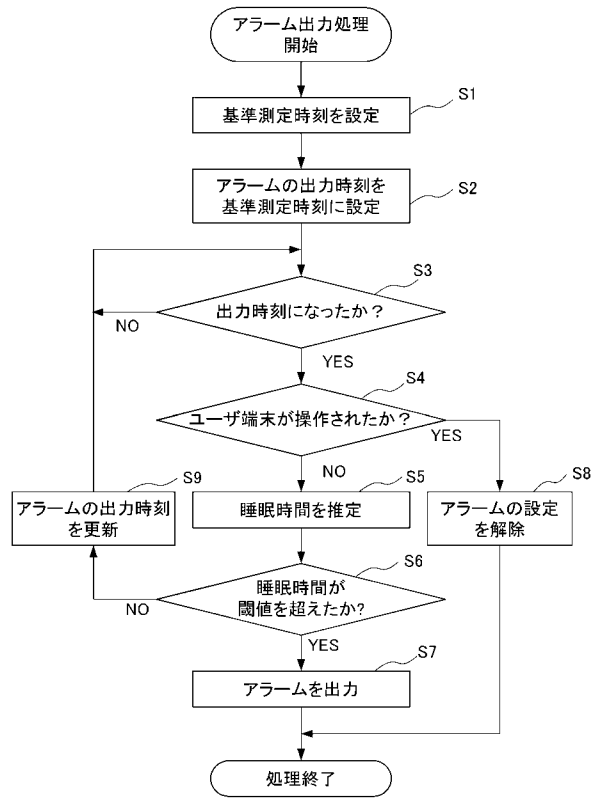 アラーム出力処理
開始
S1
基準測定時刻を設定
S2
アラームの出力時刻を
基準測定時刻に設定
S3
出力時刻になったか？
NO
YES
S4
ユーザ端末が操作されたか？
YES
NO
S9
アラームの出力時刻
を更新
S5
睡眠時間を推定
S8
アラームの設定
を解除
S6
睡眠時間が
閾値を超えたか?
NO
YES
S7
アラームを出力
処理終了